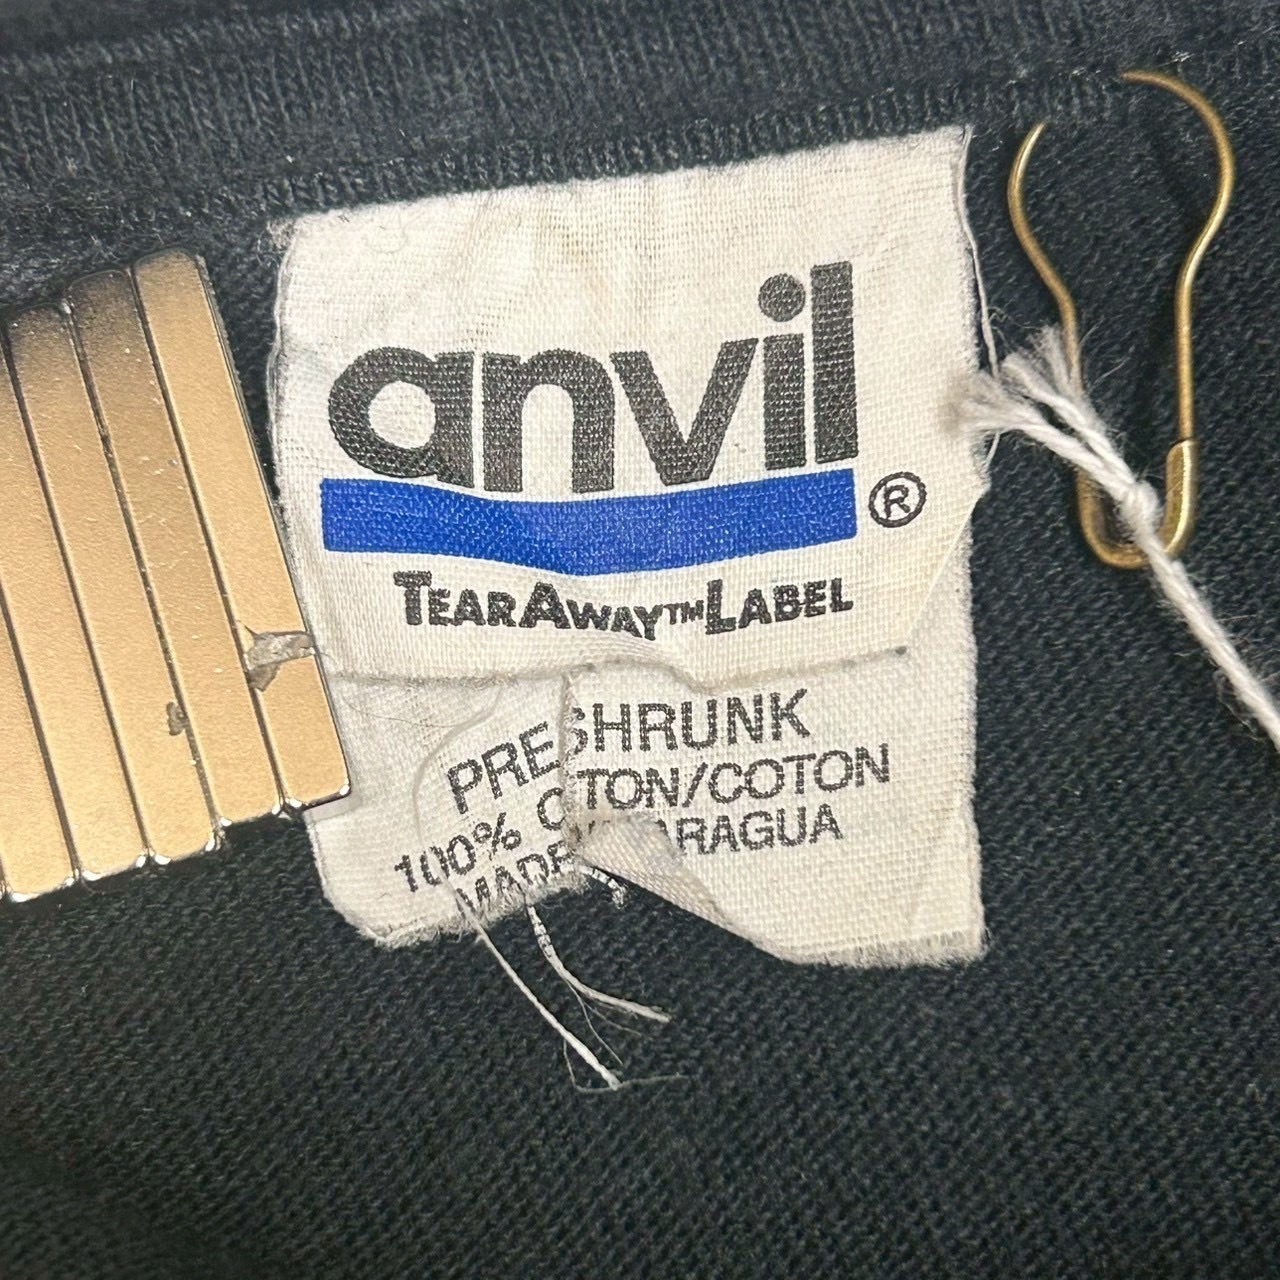 anvil®
TEARAWAY™LABEL
PRESHRUNK
100% C TON/COTON
MADE ARAGUA